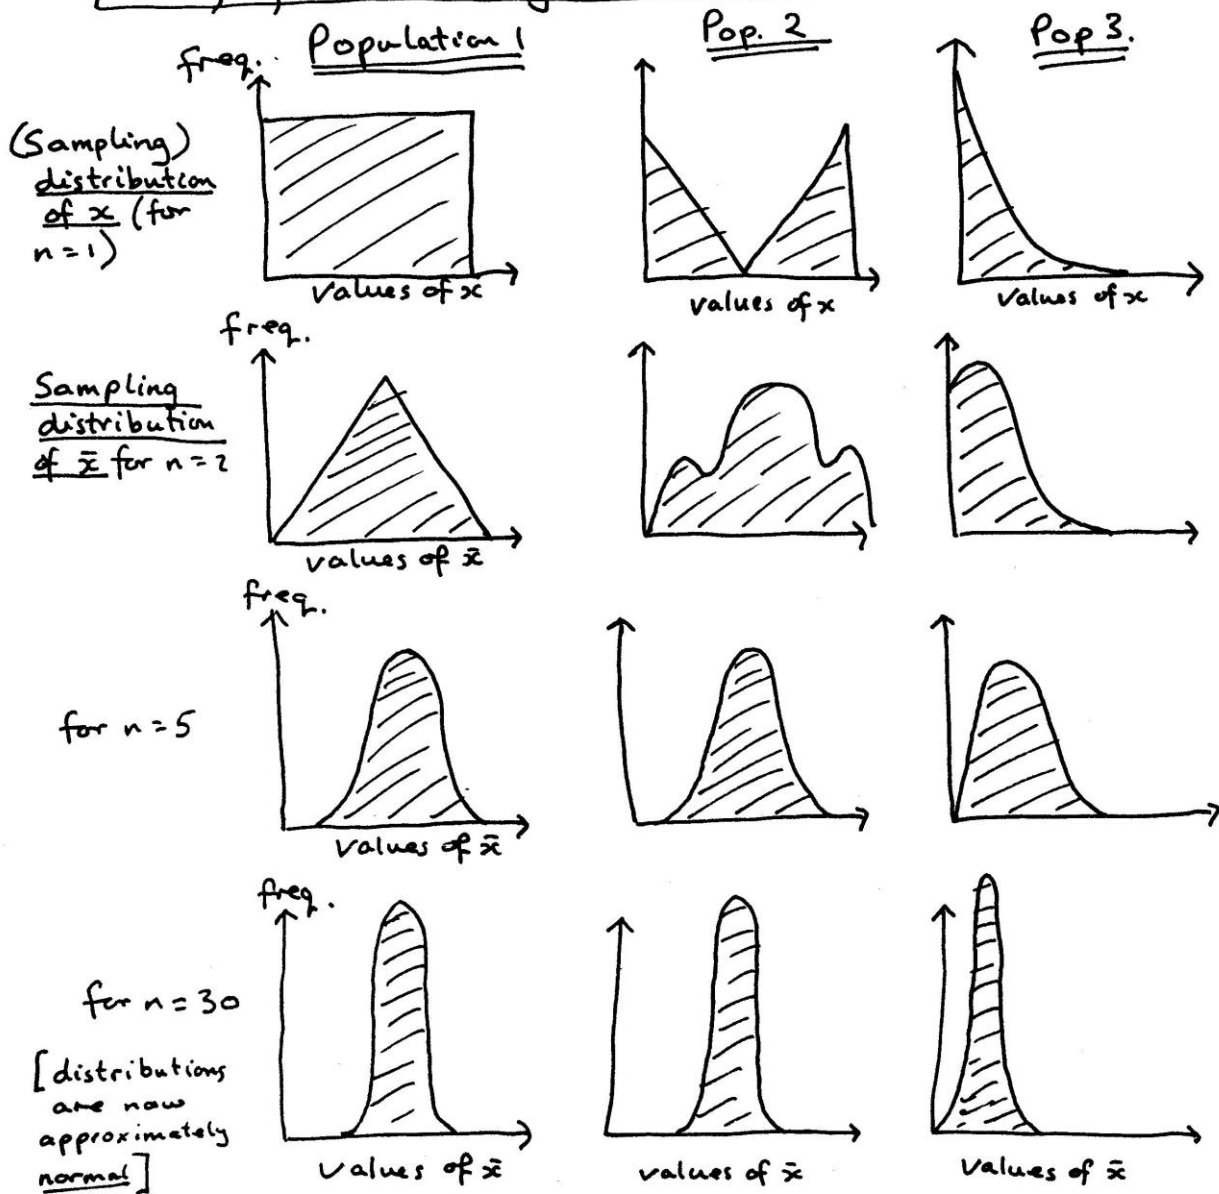 Population 1
Pop. 2
Pop 3.
freq.
(Sampling)
distribution
of x (for
n=1)
values of x
values of x
values of x
freq.
Sampling
distribution
of x̄ for n=2
values of x̄
freq.
for n=5
values of x̄
freq.
for n=30
[distributions
are now
approximately
normal]
values of x̄
values of x̄
values of x̄